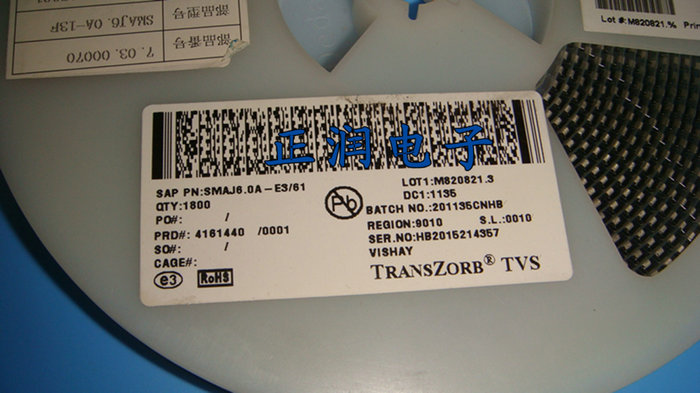 部品型号 SMAJ6.0A-13F
部品番号 7.03.00070
Lot #:M820821.% Prin
正润电子
SAP PN:SMAJ6.0A-E3/61
QTY:1800
PO#: /
PRD#: 4161440 /0001
SO#: /
CAGE#:
e3 RoHS
Pb
LOT1:M820821.3
DC1:1135
BATCH NO.:201135CNHB
REGION:9010 S.L.:0010
SER.NO:HB2015214357
VISHAY
TRANSZORB® TVS